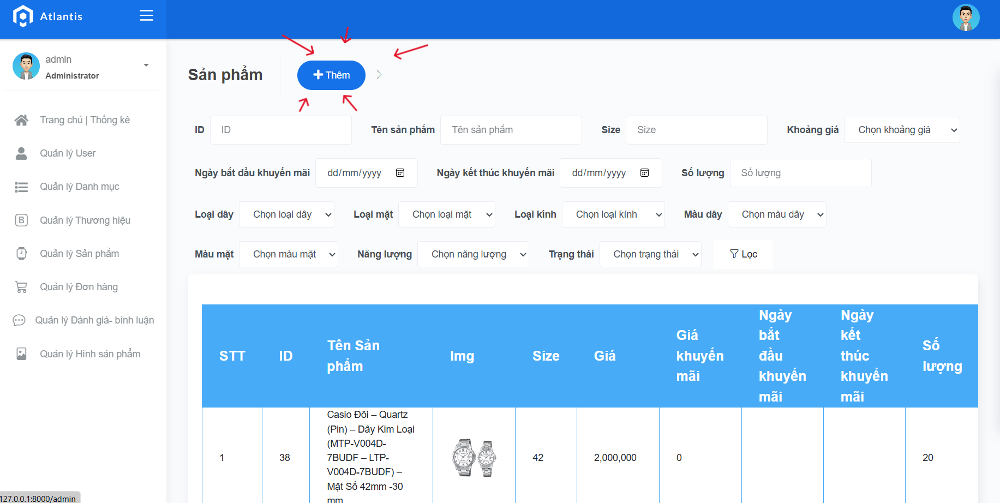 Atlantis
admin
Administrator
Trang chủ | Thống kê
Quản lý User
Quản lý Danh mục
B
Quản lý Thương hiệu
Quản lý Sản phẩm
Quản lý Đơn hàng
Quản lý Đánh giá- bình luận
Quản lý Hình sản phẩm
Sản phẩm
Thêm
ID ID Tên sản phẩm Tên sản phẩm Size Size Khoảng giá Chọn khoảng giá
Ngày bắt đầu khuyến mãi dd/mm/yyyy Ngày kết thúc khuyến mãi dd/mm/yyyy Số lượng Số lượng
Loại dây Chọn loại dây Loại mặt Chọn loại mặt Loại kính Chọn loại kính Màu dây Chọn màu dây
Màu mặt Chọn màu mặt Năng lượng Chọn năng lượng Trạng thái Chọn trạng thái Lọc
STT
ID
Tên Sản
phẩm
Img
Size
Giá
Giá
khuyến
mãi
Ngày
bắt
đầu
khuyến
mãi
Ngày
kết
thúc
khuyến
mãi
Số
lượng
1
38
Casio Đôi – Quartz
(Pin) – Dây Kim Loại
(MTP-V004D-
7BUDF – LTP-
V004D-7BUDF) –
Mặt Số 42mm -30
mm
42
2,000,000
0
20
127.0.0.1:8000/admin